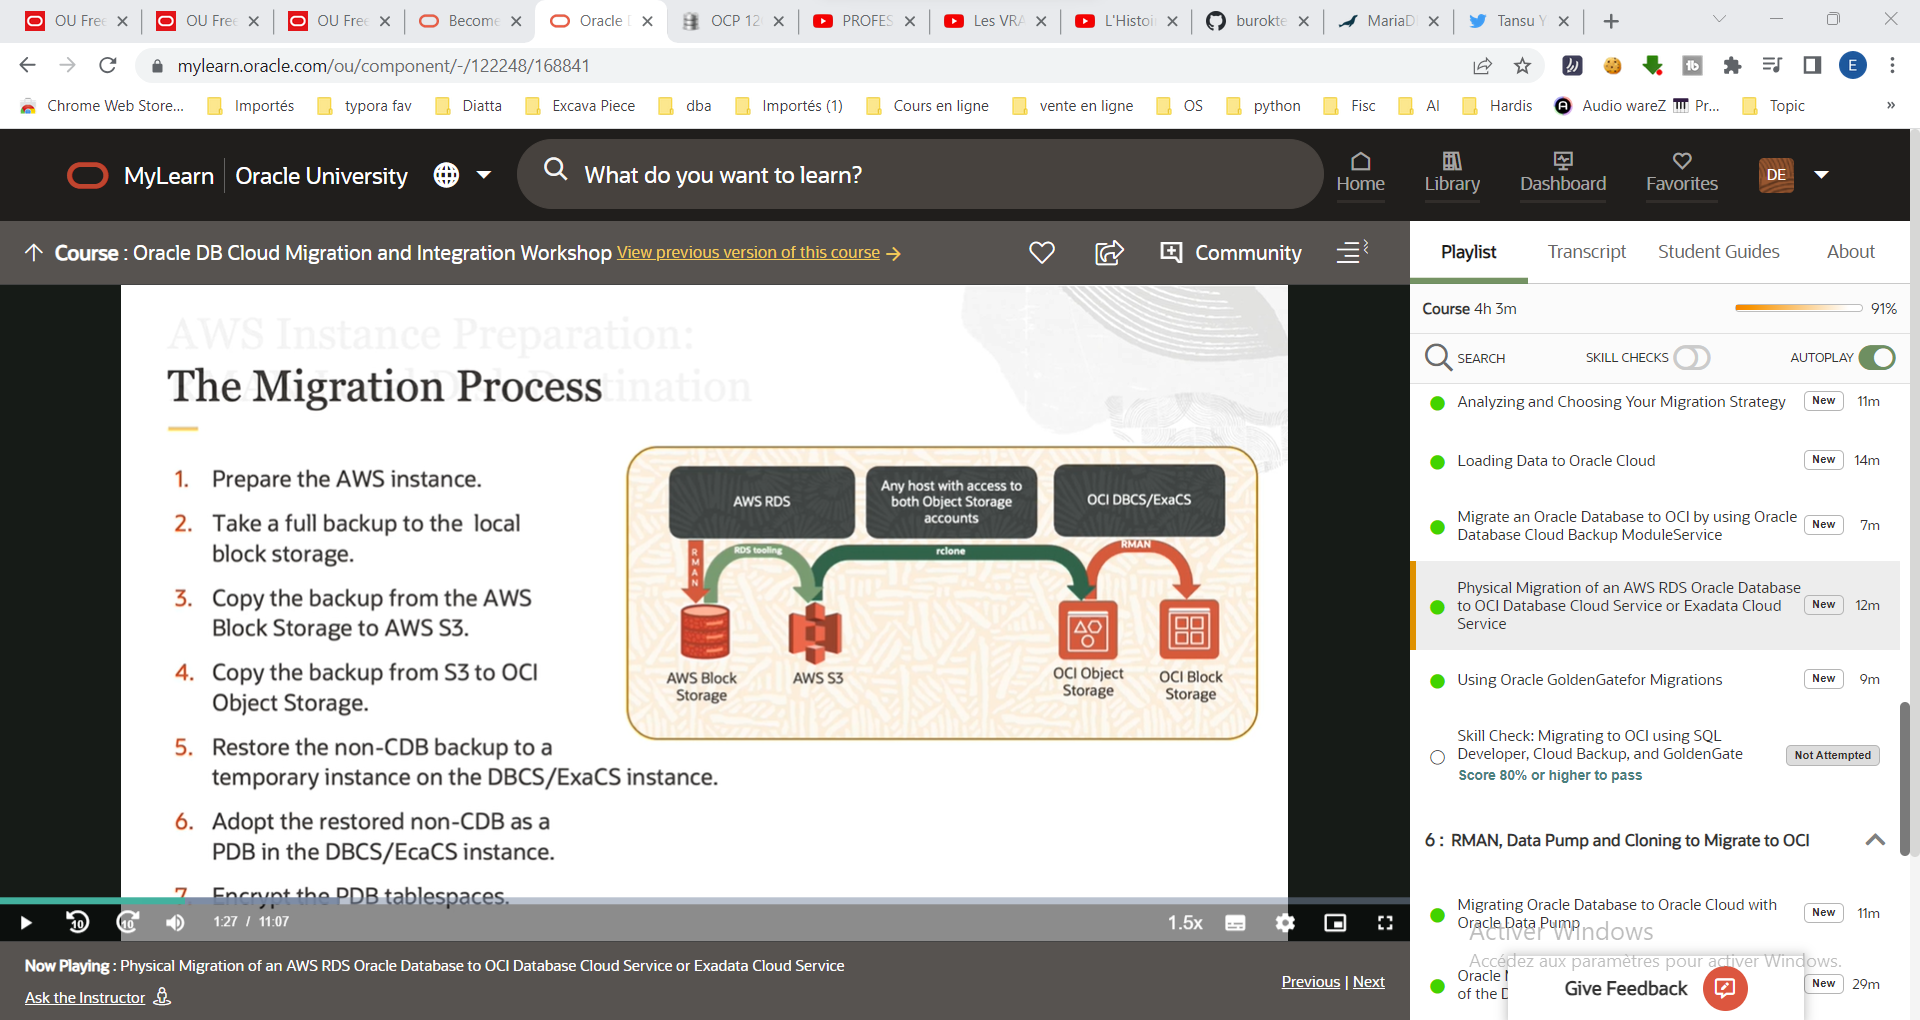 OU Free
OU Free
OU Free
Become
Oracle
OCP 12
PROFES
Les VRA
L'Histoi
burokte
MariaD
Tansu Y
mylearn.oracle.com/ou/component/-/122248/168841
E
Chrome Web Store...
Importés
typora fav
Diatta
Excava Piece
dba
Importés (1)
Cours en ligne
vente en ligne
OS
python
Fisc
AI
Hardis
Audio wareZ
Pr...
Topic
»
MyLearn
Oracle University
What do you want to learn?
Home
Library
Dashboard
Favorites
DE
Course : Oracle DB Cloud Migration and Integration Workshop View previous version of this course
Community
Playlist
Transcript
Student Guides
About
Course 4h 3m
91%
SEARCH
SKILL CHECKS
AUTOPLAY
AWS Instance Preparation:
The Migration Process
1. Prepare the AWS instance.
2. Take a full backup to the local
block storage.
3. Copy the backup from the AWS
Block Storage to AWS S3.
4. Copy the backup from S3 to OCI
Object Storage.
5. Restore the non-CDB backup to a
temporary instance on the DBCS/ExaCS instance.
6. Adopt the restored non-CDB as a
PDB in the DBCS/EcaCS instance.
7. Encrypt the PDB tablespaces.
AWS RDS
Any host with access to
both Object Storage
accounts
OCI DBCS/ExaCS
RMAN
RDS tooling
rclone
RMAN
AWS Block
Storage
AWS S3
OCI Object
Storage
OCI Block
Storage
1:27 / 11:07
1.5x
Now Playing : Physical Migration of an AWS RDS Oracle Database to OCI Database Cloud Service or Exadata Cloud Service
Ask the Instructor
Previous | Next
Analyzing and Choosing Your Migration Strategy New 11m
Loading Data to Oracle Cloud New 14m
Migrate an Oracle Database to OCI by using Oracle
Database Cloud Backup ModuleService New 7m
Physical Migration of an AWS RDS Oracle Database
to OCI Database Cloud Service or Exadata Cloud
Service New 12m
Using Oracle GoldenGatefor Migrations New 9m
Skill Check: Migrating to OCI using SQL
Developer, Cloud Backup, and GoldenGate
Score 80% or higher to pass
Not Attempted
6 : RMAN, Data Pump and Cloning to Migrate to OCI
Migrating Oracle Database to Oracle Cloud with
Oracle Data Pump New 11m
Activer Windows
Accédez aux paramètres pour activer Windows.
Oracle
of the
New 29m
Give Feedback